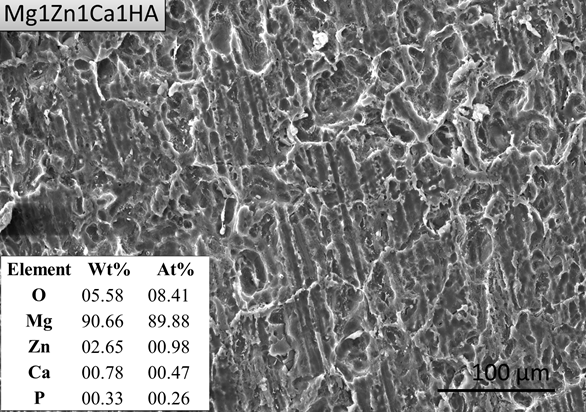 Mg1Zn1Ca1HA
Element Wt% At%
O 05.58 08.41
Mg 90.66 89.88
Zn 02.65 00.98
Ca 00.78 00.47
P 00.33 00.26
100 µm